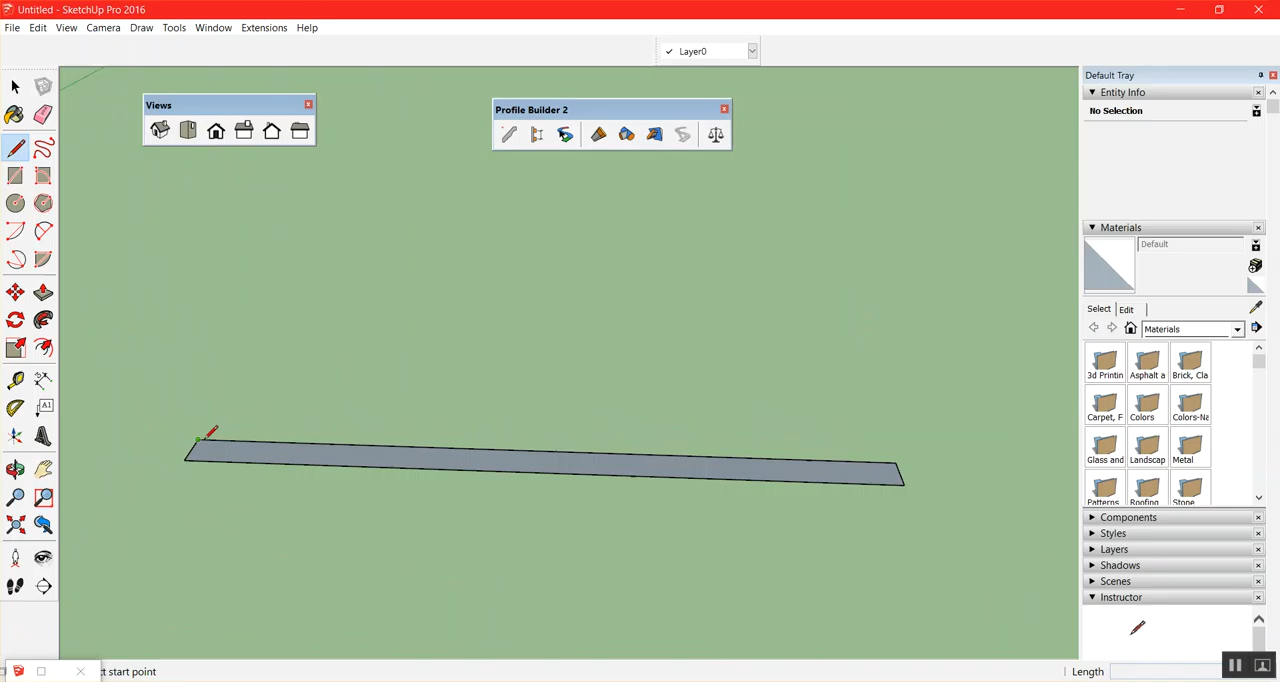 Untitled - SketchUp Pro 2016
File Edit View Camera Draw Tools Window Extensions Help
Layer0
Default Tray
Views
Profile Builder 2
Entity Info
No Selection
Materials
Default
Select Edit
Materials
3d Printin Asphalt a Brick, Cla
Carpet, F Colors Colors-Na
Glass and Landscap Metal
Patterns Roofing Stone
A1
Components
Styles
Layers
Shadows
Scenes
Instructor
ct start point
Length